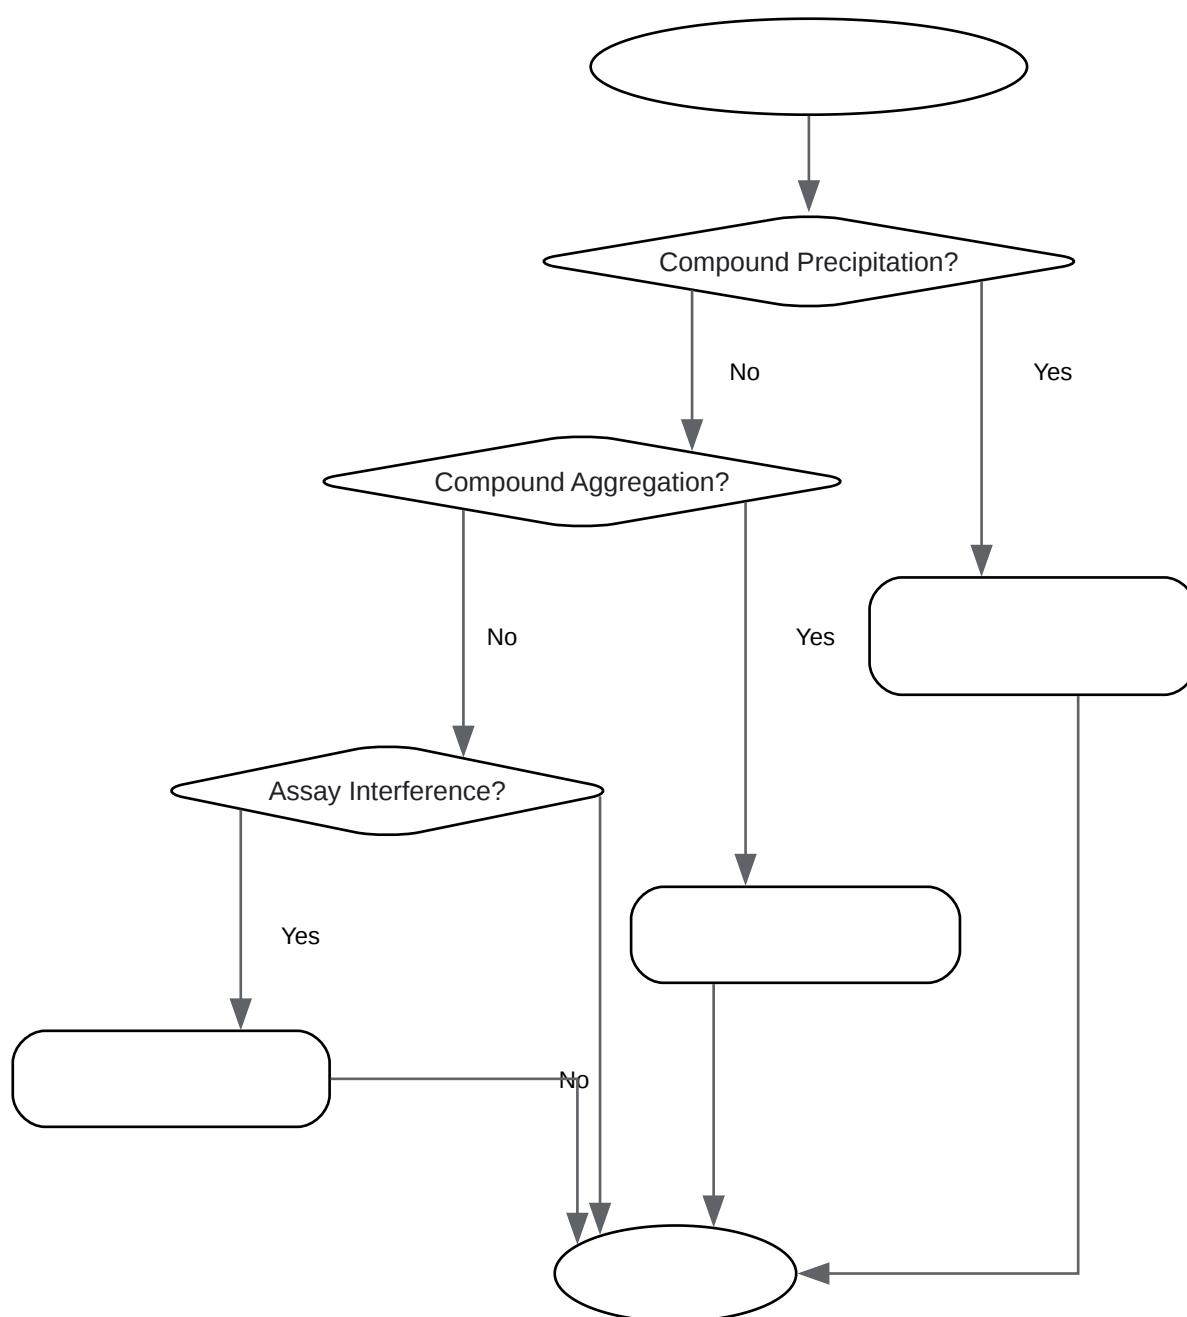 Compound Precipitation?
No
Yes
Compound Aggregation?
No
Yes
Assay Interference?
Yes
No